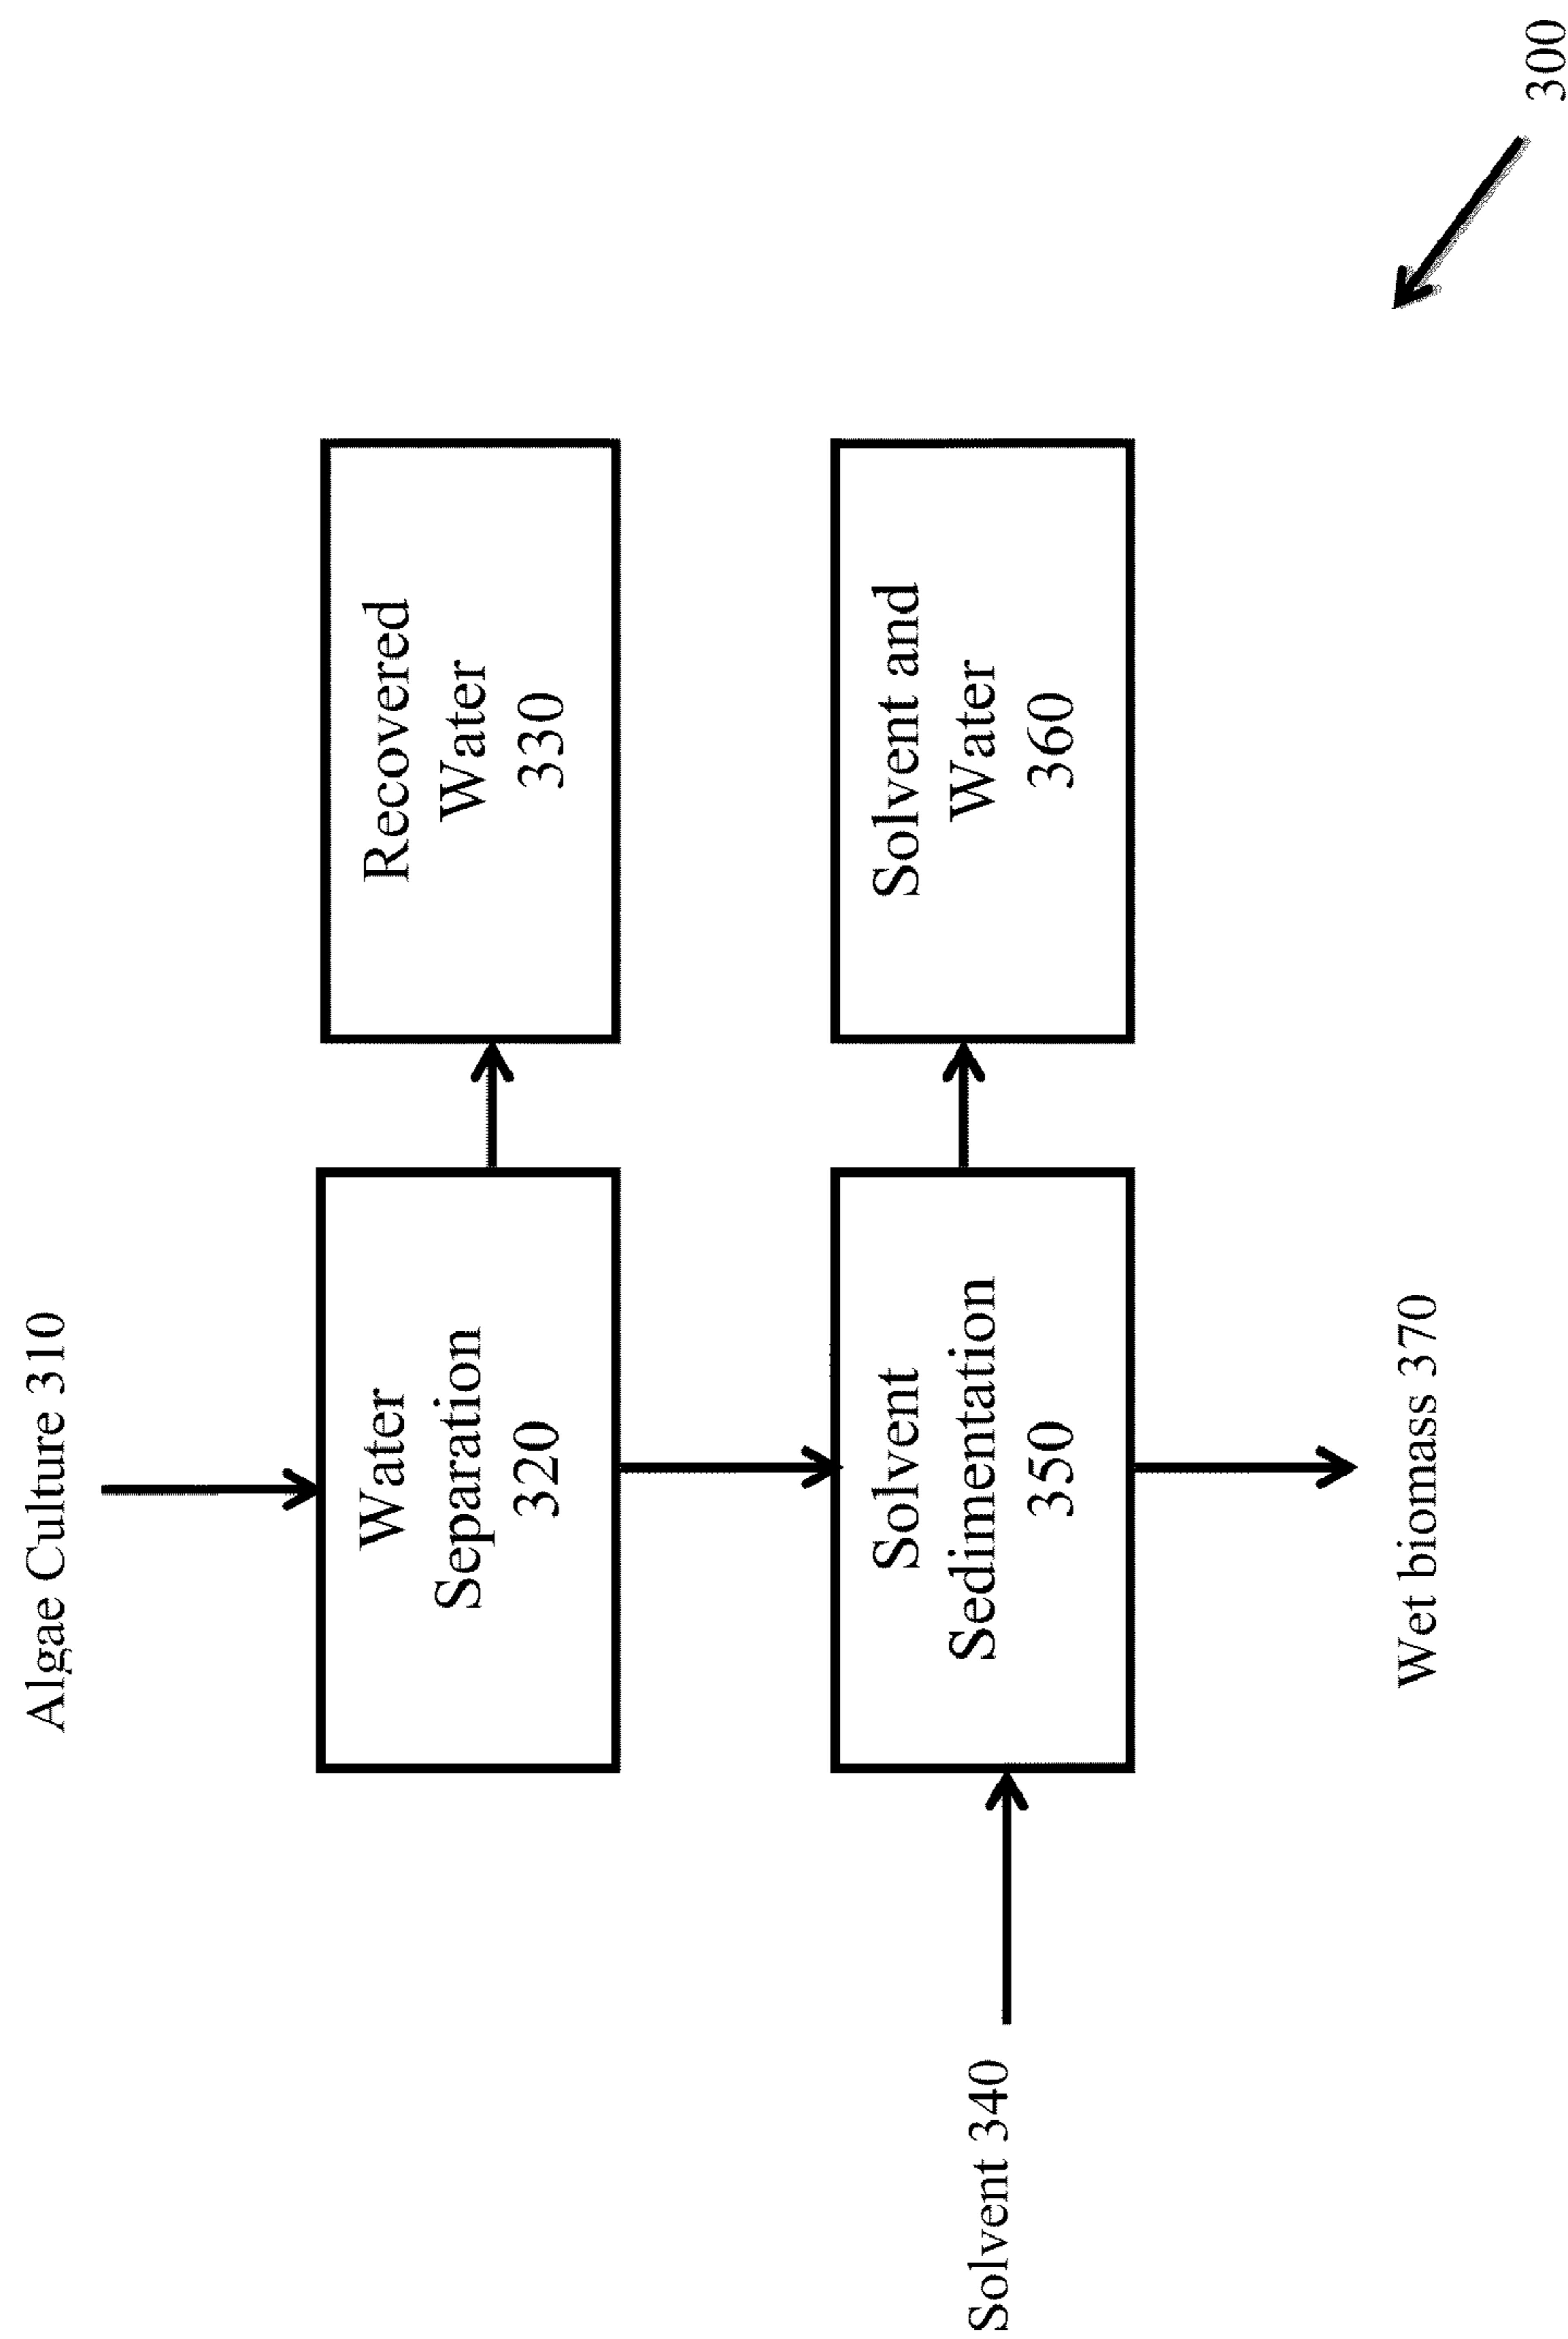 Algae Culture 310
Water
Separation
320
Recovered
Water
330
Solvent 340
Solvent
Sedimentation
350
Solvent and
Water
360
Wet biomass 370
300